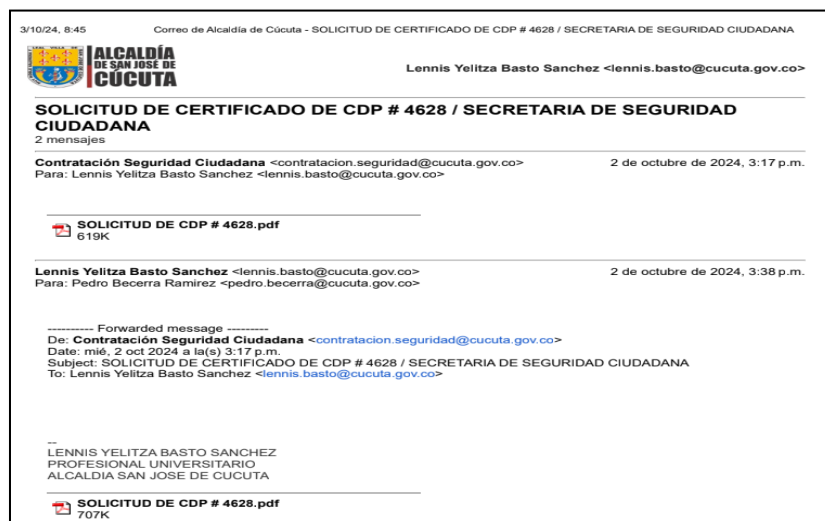 3/10/24, 8:45 Correo de Alcaldía de Cúcuta - SOLICITUD DE CERTIFICADO DE CDP # 4628 / SECRETARIA DE SEGURIDAD CIUDADANA
ALCALDÍA
DE SAN JOSÉ DE
CÚCUTA
Lennis Yelitza Basto Sanchez <lennis.basto@cucuta.gov.co>
SOLICITUD DE CERTIFICADO DE CDP # 4628 / SECRETARIA DE SEGURIDAD
CIUDADANA
2 mensajes
Contratación Seguridad Ciudadana <contratacion.seguridad@cucuta.gov.co> 2 de octubre de 2024, 3:17 p.m.
Para: Lennis Yelitza Basto Sanchez <lennis.basto@cucuta.gov.co>
SOLICITUD DE CDP # 4628.pdf
619K
Lennis Yelitza Basto Sanchez <lennis.basto@cucuta.gov.co> 2 de octubre de 2024, 3:38 p.m.
Para: Pedro Becerra Ramirez <pedro.becerra@cucuta.gov.co>
---------- Forwarded message ---------
De: Contratación Seguridad Ciudadana <contratacion.seguridad@cucuta.gov.co>
Date: mié, 2 oct 2024 a la(s) 3:17 p.m.
Subject: SOLICITUD DE CERTIFICADO DE CDP # 4628 / SECRETARIA DE SEGURIDAD CIUDADANA
To: Lennis Yelitza Basto Sanchez <lennis.basto@cucuta.gov.co>
--
LENNIS YELITZA BASTO SANCHEZ
PROFESIONAL UNIVERSITARIO
ALCALDIA SAN JOSE DE CUCUTA
SOLICITUD DE CDP # 4628.pdf
707K